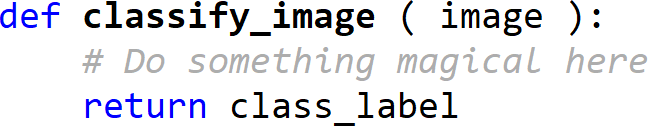 def classify_image ( image ):
    # Do something magical here
    return class_label